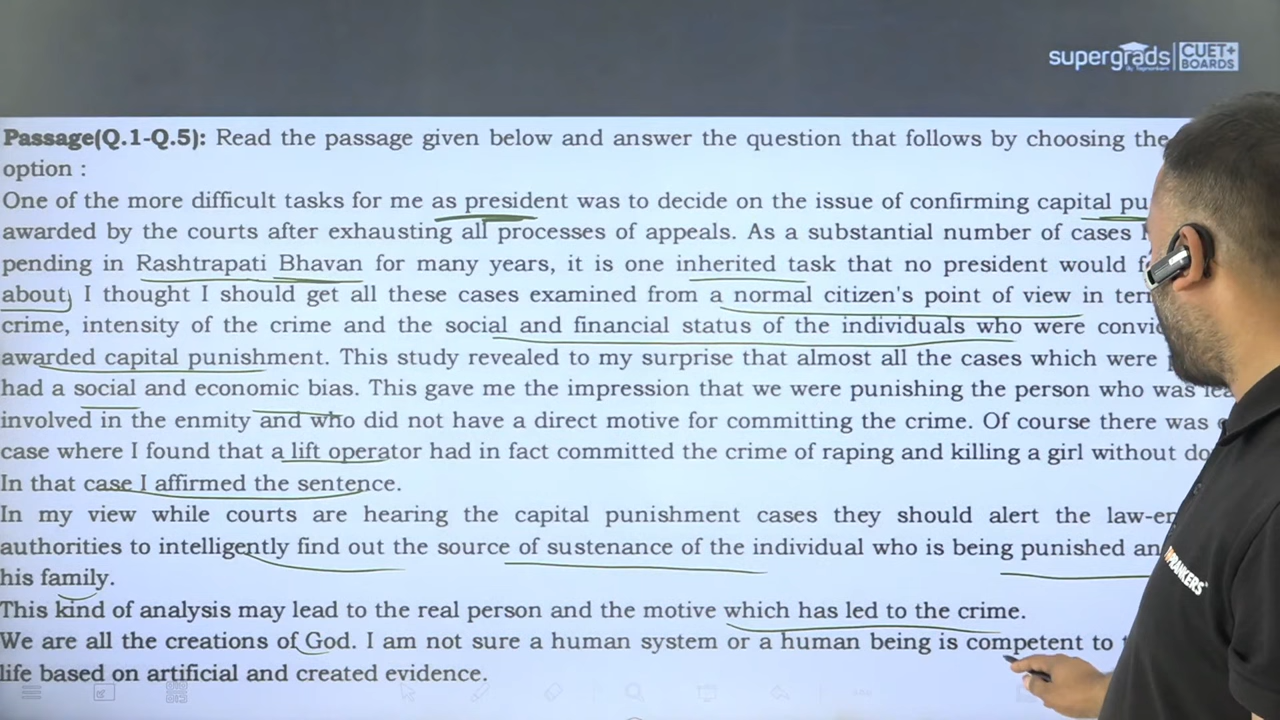 supergrads CUET+
By Toprankers BOARDS
Passage(Q.1-Q.5): Read the passage given below and answer the question that follows by choosing the
option :
One of the more difficult tasks for me as president was to decide on the issue of confirming capital
awarded by the courts after exhausting all processes of appeals. As a substantial number of cases
pending in Rashtrapati Bhavan for many years, it is one inherited task that no president would
about, I thought I should get all these cases examined from a normal citizen's point of view in
crime, intensity of the crime and the social and financial status of the individuals who were
awarded capital punishment. This study revealed to my surprise that almost all the cases which were
had a social and economic bias. This gave me the impression that we were punishing the person who was
involved in the enmity and who did not have a direct motive for committing the crime. Of course there was
case where I found that a lift operator had in fact committed the crime of raping and killing a girl without
In that case I affirmed the sentence.
In my view while courts are hearing the capital punishment cases they should alert the
authorities to intelligently find out the source of sustenance of the individual who is being punished
his family.
This kind of analysis may lead to the real person and the motive which has led to the crime.
We are all the creations of God. I am not sure a human system or a human being is competent to
life based on artificial and created evidence.
TOPRANKERS